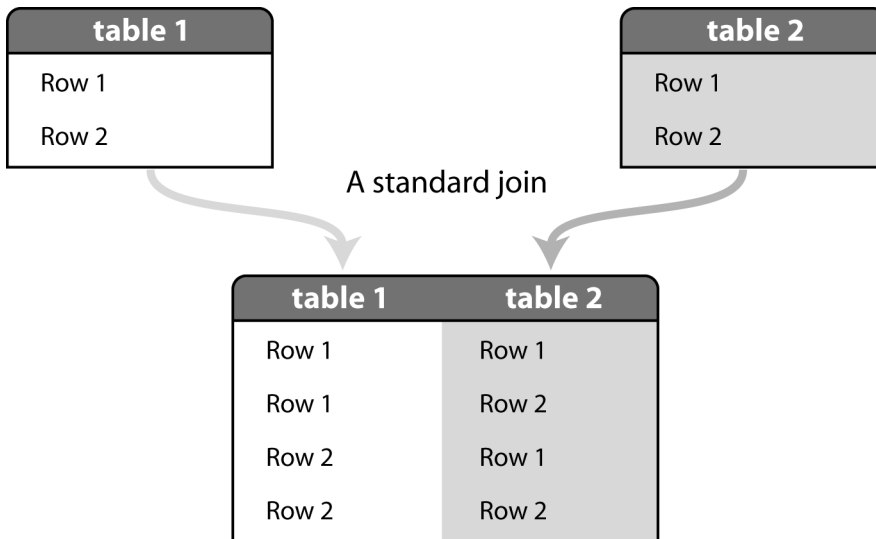 table 1
Row 1
Row 2
table 2
Row 1
Row 2
A standard join
table 1 table 2
Row 1 Row 1
Row 1 Row 2
Row 2 Row 1
Row 2 Row 2